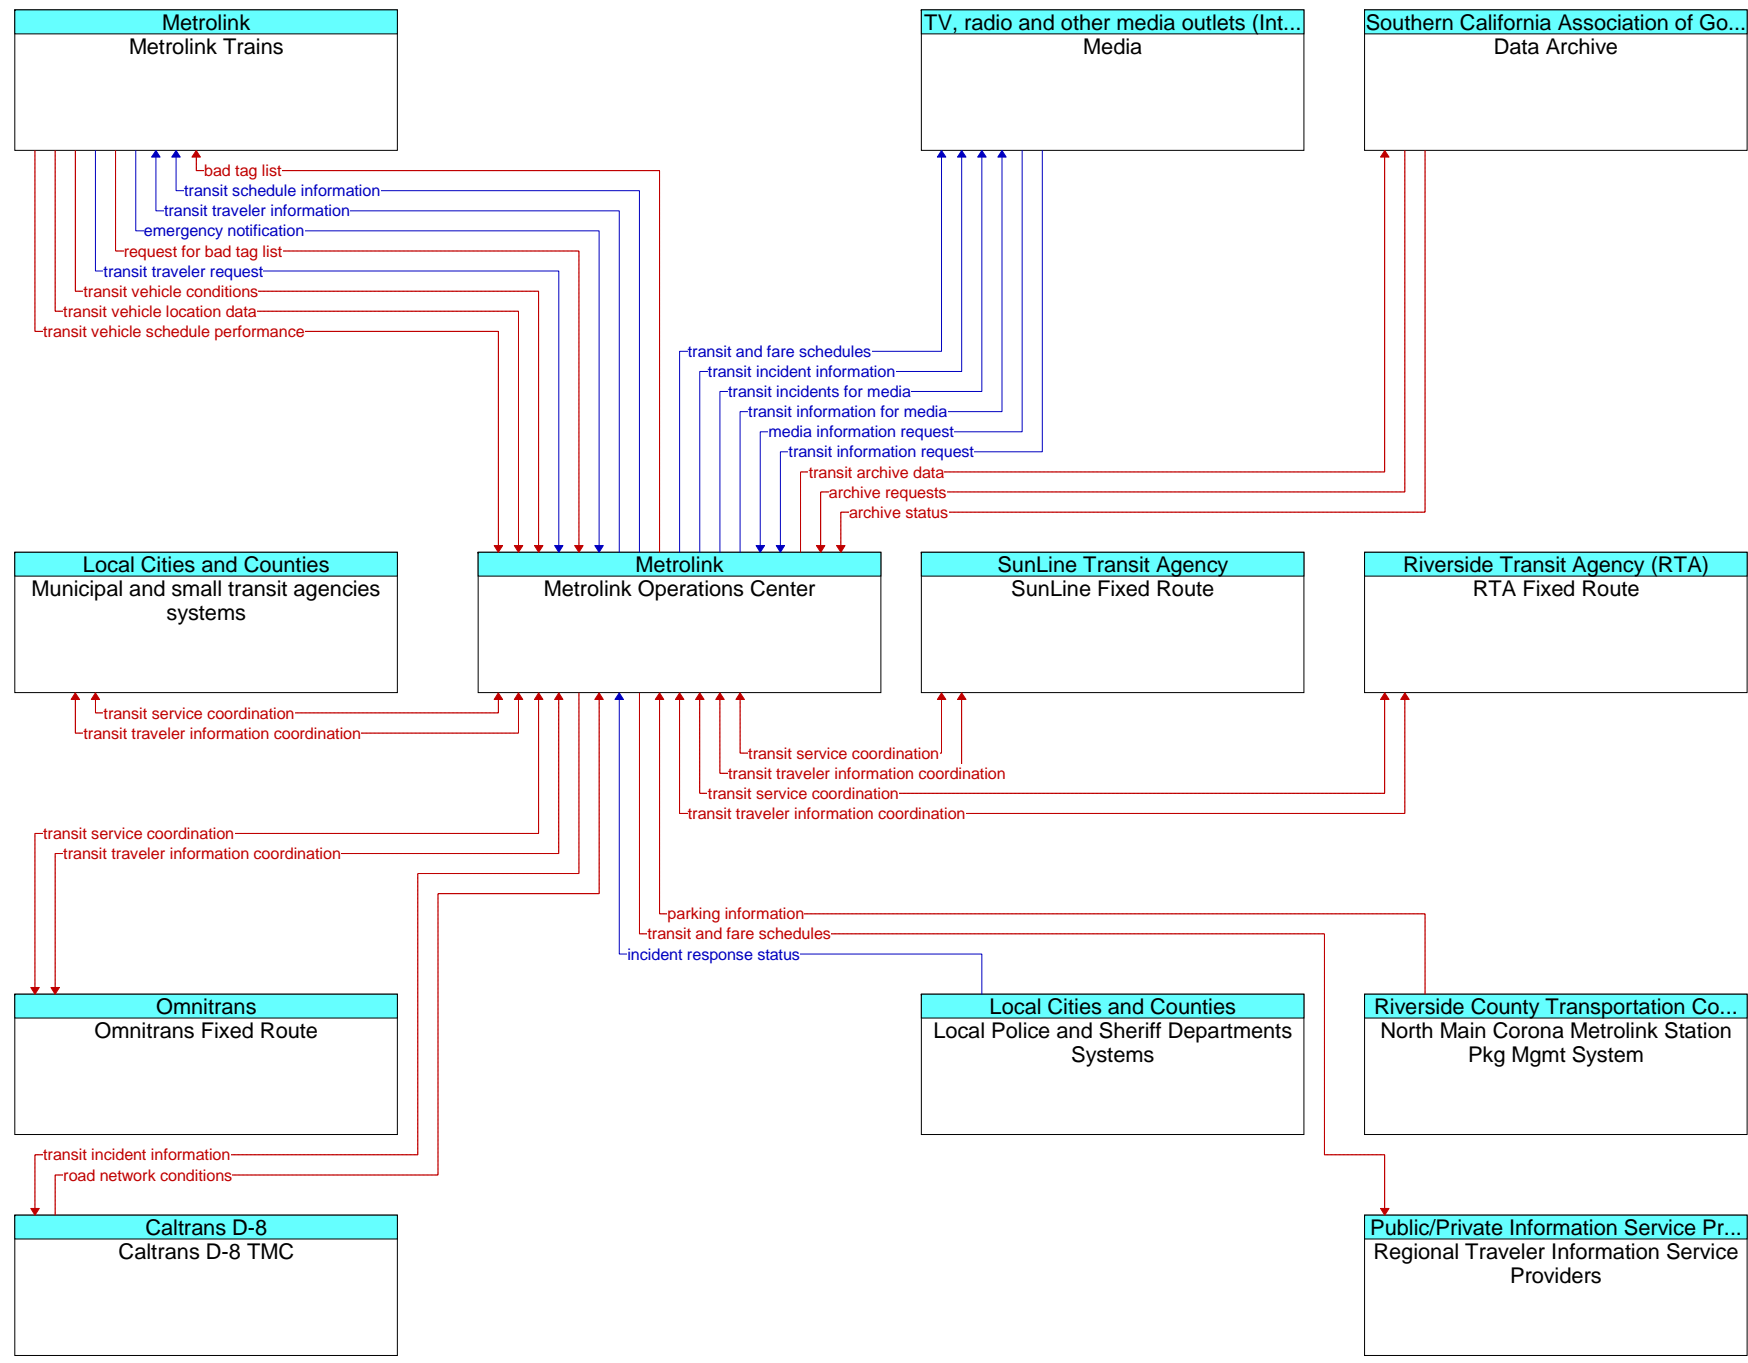 Metrolink
Metrolink Trains
TV, radio and other media outlets (Int...
Media
Southern California Association of Go...
Data Archive
bad tag list
transit schedule information
transit traveler information
emergency notification
request for bad tag list
transit traveler request
transit vehicle conditions
transit vehicle location data
transit vehicle schedule performance
transit and fare schedules
transit incident information
transit incidents for media
transit information for media
media information request
transit information request
transit archive data
archive requests
archive status
Local Cities and Counties
Municipal and small transit agencies
systems
Metrolink
Metrolink Operations Center
SunLine Transit Agency
SunLine Fixed Route
Riverside Transit Agency (RTA)
RTA Fixed Route
transit service coordination
transit traveler information coordination
transit service coordination
transit traveler information coordination
transit service coordination
transit traveler information coordination
transit service coordination
transit traveler information coordination
parking information
transit and fare schedules
incident response status
Omnitrans
Omnitrans Fixed Route
Local Cities and Counties
Local Police and Sheriff Departments
Systems
Riverside County Transportation Co...
North Main Corona Metrolink Station
Pkg Mgmt System
transit incident information
road network conditions
Caltrans D-8
Caltrans D-8 TMC
Public/Private Information Service Pr...
Regional Traveler Information Service
Providers